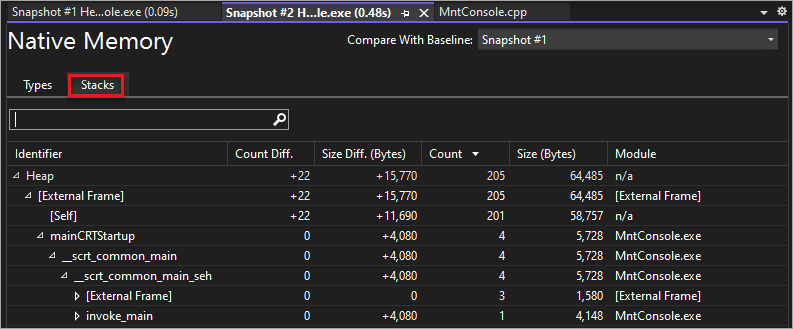 Snapshot #1 He...ole.exe (0.09s) Snapshot #2 H...le.exe (0.48s) MntConsole.cpp
Native Memory Compare With Baseline: Snapshot #1
Types Stacks
Identifier Count Diff. Size Diff. (Bytes) Count Size (Bytes) Module
Heap +22 +15,770 205 64,485 n/a
[External Frame] +22 +15,770 205 64,485 [External Frame]
[Self] +22 +11,690 201 58,757 n/a
mainCRTStartup 0 +4,080 4 5,728 MntConsole.exe
__scrt_common_main 0 +4,080 4 5,728 MntConsole.exe
__scrt_common_main_seh 0 +4,080 4 5,728 MntConsole.exe
[External Frame] 0 0 3 1,580 [External Frame]
invoke_main 0 +4,080 1 4,148 MntConsole.exe